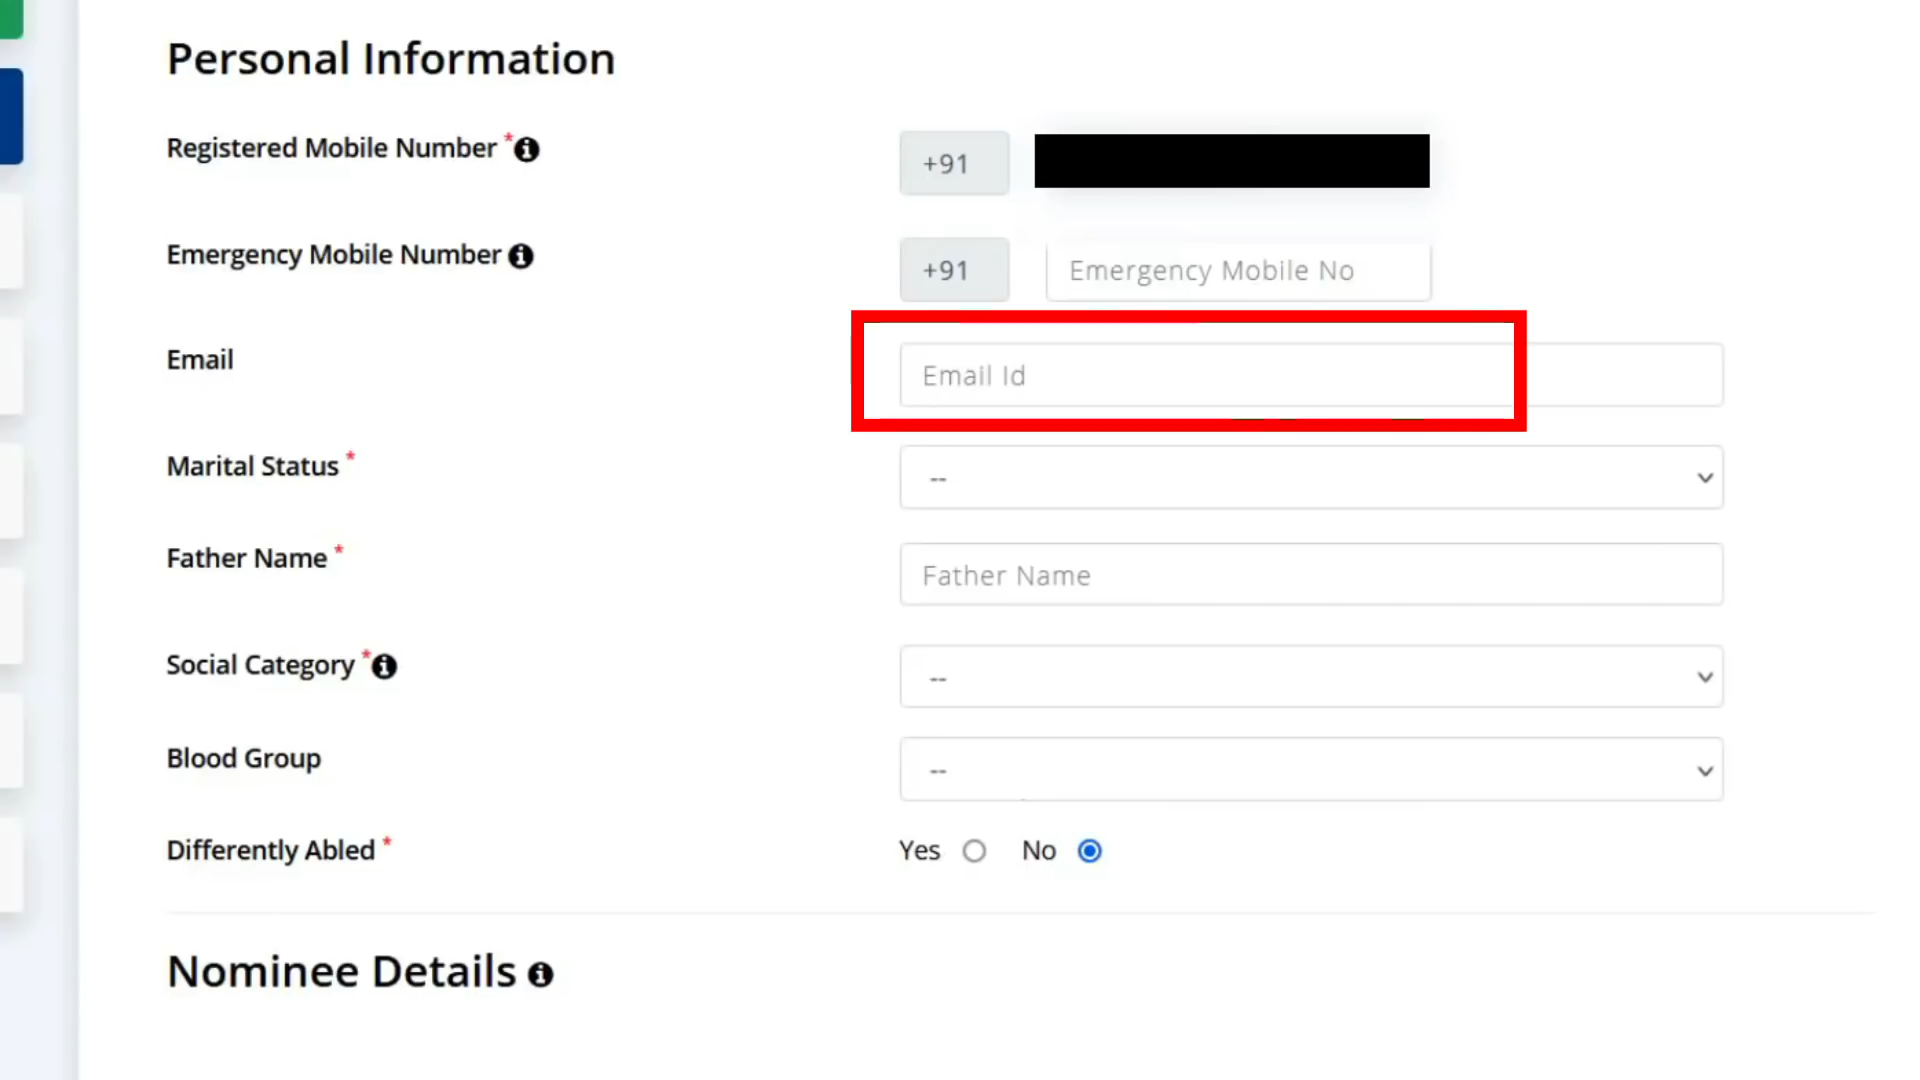 Personal Information
Registered Mobile Number *
+91
Emergency Mobile Number
+91 Emergency Mobile No
Email
Email Id
Marital Status *
--
Father Name *
Father Name
Social Category *
--
Blood Group
--
Differently Abled *
Yes No
Nominee Details